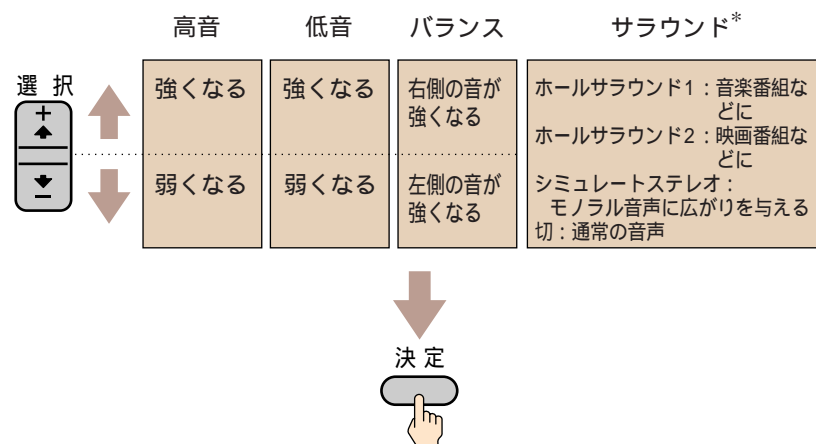 高音
低音
バランス
サラウンド*
選 択
+
−
強くなる
弱くなる
強くなる
弱くなる
右側の音が
強くなる
左側の音が
強くなる
ホールサラウンド1：音楽番組な
どに
ホールサラウンド2：映画番組な
どに
シミュレートステレオ：
モノラル音声に広がりを与える
切：通常の音声
決 定